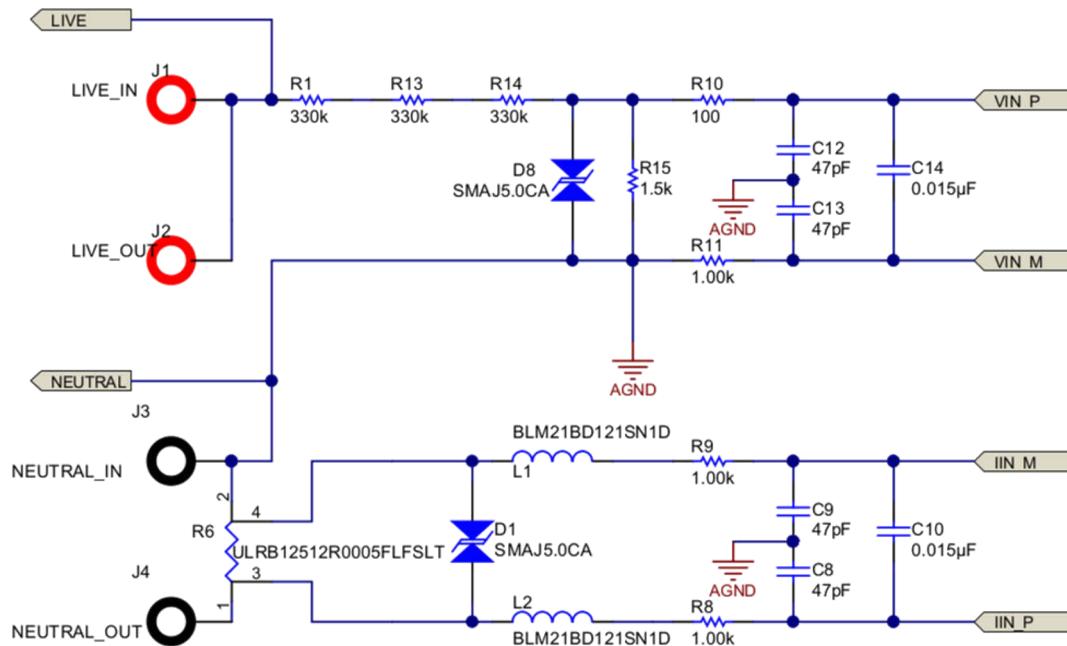 LIVE
J1
LIVE_IN
R1
330k
R13
330k
R14
330k
R10
100
VIN_P
D8
SMAJ5.0CA
R15
1.5k
C12
47pF
C14
0.015µF
AGND
C13
47pF
J2
LIVE_OUT
R11
1.00k
VIN_M
AGND
NEUTRAL
J3
NEUTRAL_IN
BLM21BD121SN1D
L1
R9
1.00k
IIN_M
2
4
R6
ULRB12512R0005FLFSLT
D1
SMAJ5.0CA
C9
47pF
C10
0.015µF
AGND
C8
47pF
3
1
J4
NEUTRAL_OUT
L2
BLM21BD121SN1D
R8
1.00k
IIN_P